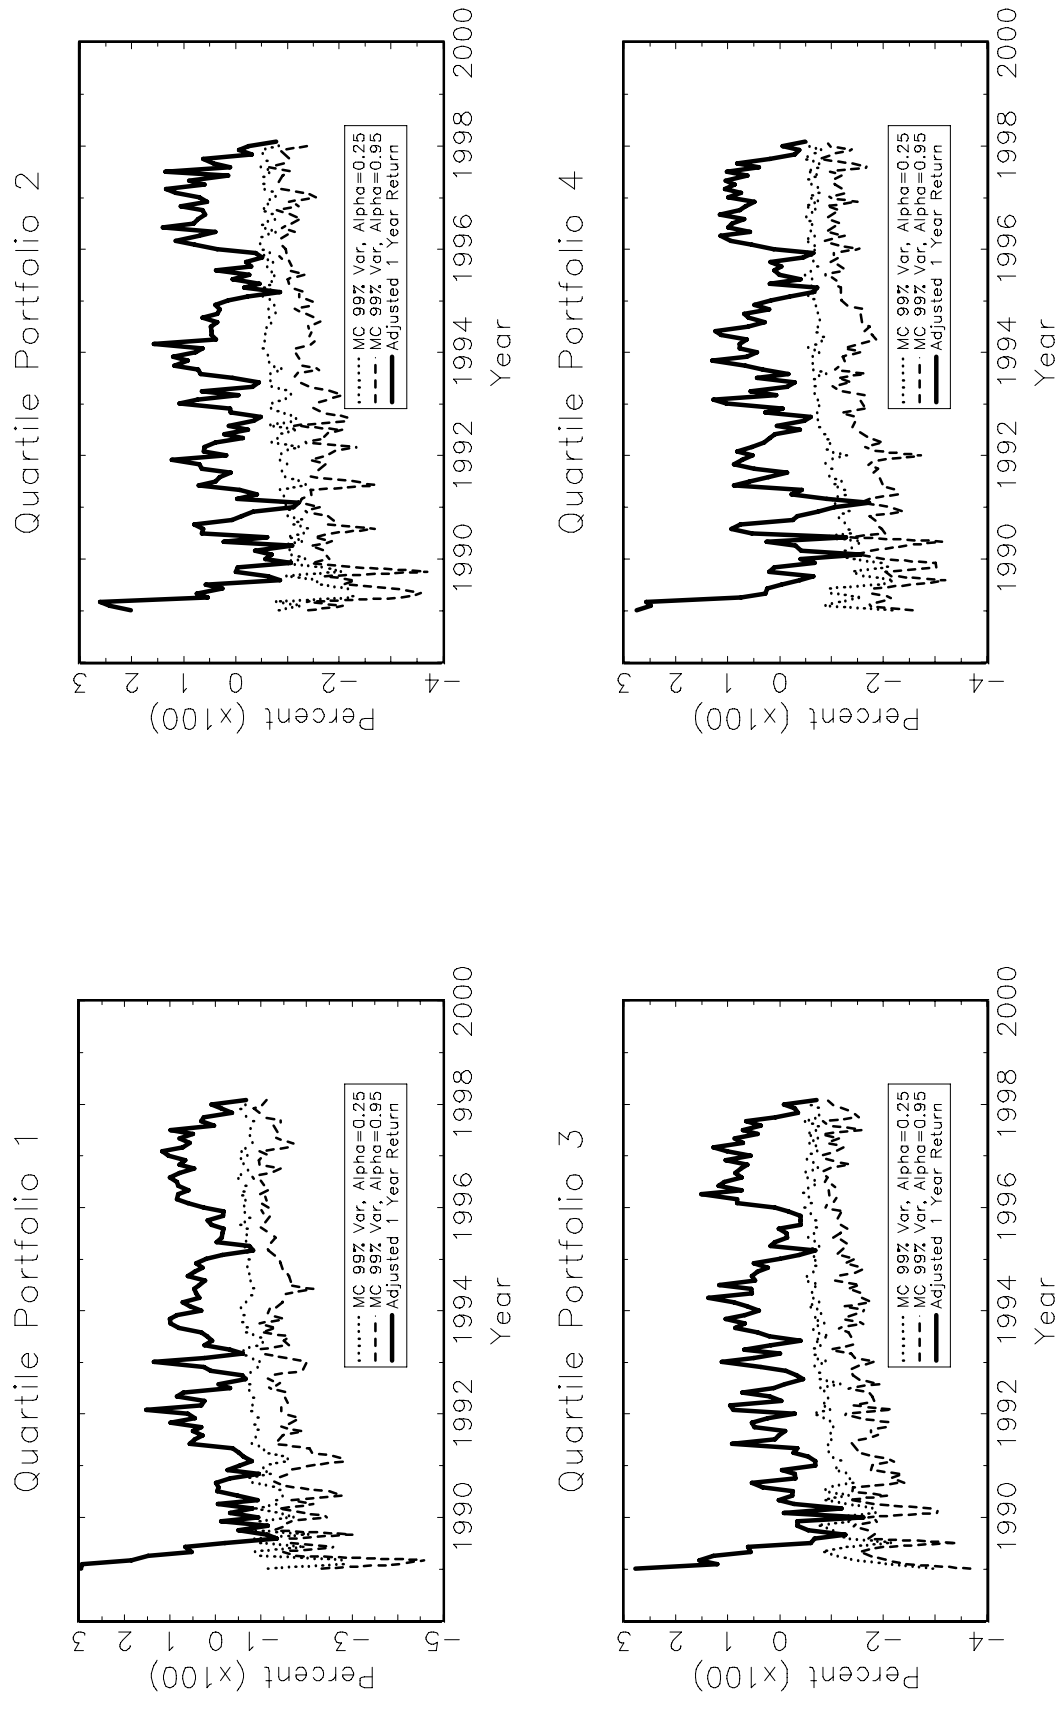 Quartile Portfolio 1
Percent (x100)
3
2
1
0
-1
-3
-5
MC 99% Var, Alpha=0.25
MC 99% Var, Alpha=0.95
Adjusted 1 Year Return
1990 1992 1994 1996 1998 2000
Year
Quartile Portfolio 2
Percent (x100)
3
2
1
0
-2
-4
MC 99% Var, Alpha=0.25
MC 99% Var, Alpha=0.95
Adjusted 1 Year Return
1990 1992 1994 1996 1998 2000
Year
Quartile Portfolio 3
Percent (x100)
3
2
1
0
-2
-4
MC 99% Var, Alpha=0.25
MC 99% Var, Alpha=0.95
Adjusted 1 Year Return
1990 1992 1994 1996 1998 2000
Year
Quartile Portfolio 4
Percent (x100)
3
2
1
0
-2
-4
MC 99% Var, Alpha=0.25
MC 99% Var, Alpha=0.95
Adjusted 1 Year Return
1990 1992 1994 1996 1998 2000
Year